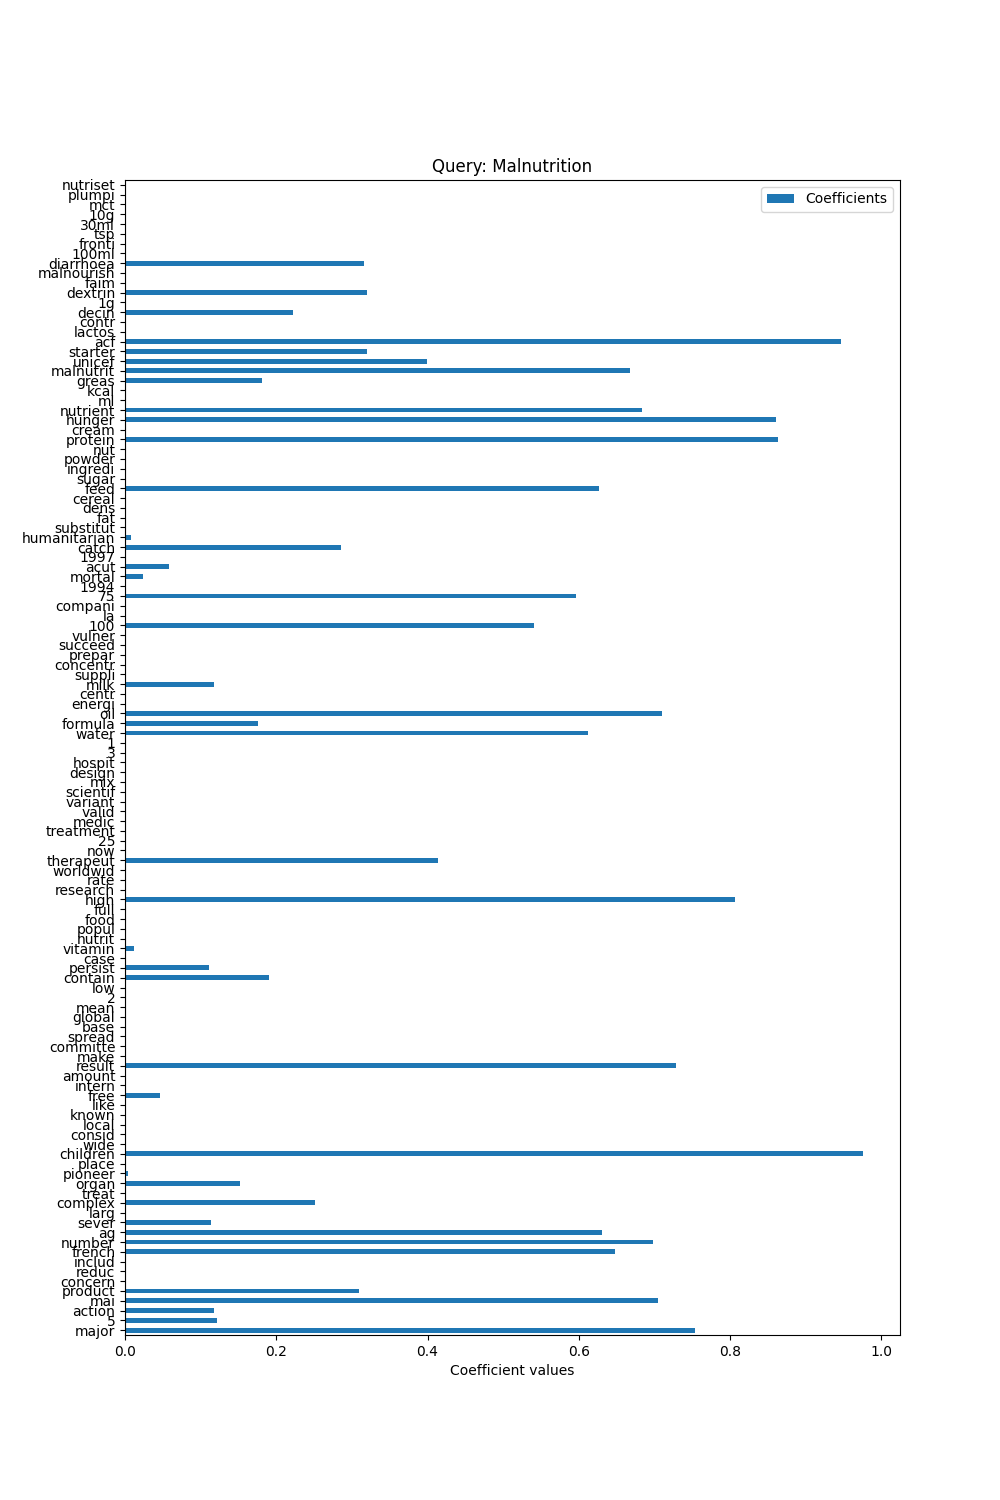 Query: Malnutrition
Coefficients
nutriset
plumpi
mct
10g
30ml
tsp
fronti
100ml
diarrhoea
malnourish
faim
dextrin
1g
decin
contr
lactos
acf
starter
unicef
malnutrit
greas
kcal
ml
nutrient
hunger
cream
protein
nut
powder
ingredi
sugar
feed
cereal
dens
fat
substitut
humanitarian
catch
1997
acut
mortal
1994
75
compani
la
100
vulner
succeed
prepar
concentr
suppli
milk
centr
energi
oil
formula
water
1
3
hospit
design
mix
scientif
variant
valid
medic
treatment
25
now
therapeut
worldwid
rate
research
high
full
food
popul
nutrit
vitamin
case
persist
contain
low
2
mean
global
base
spread
committe
make
result
amount
intern
free
like
known
local
consid
wide
children
place
pioneer
organ
treat
complex
larg
sever
ag
number
french
includ
reduc
concern
product
mai
action
5
major
0.0 0.2 0.4 0.6 0.8 1.0
Coefficient values